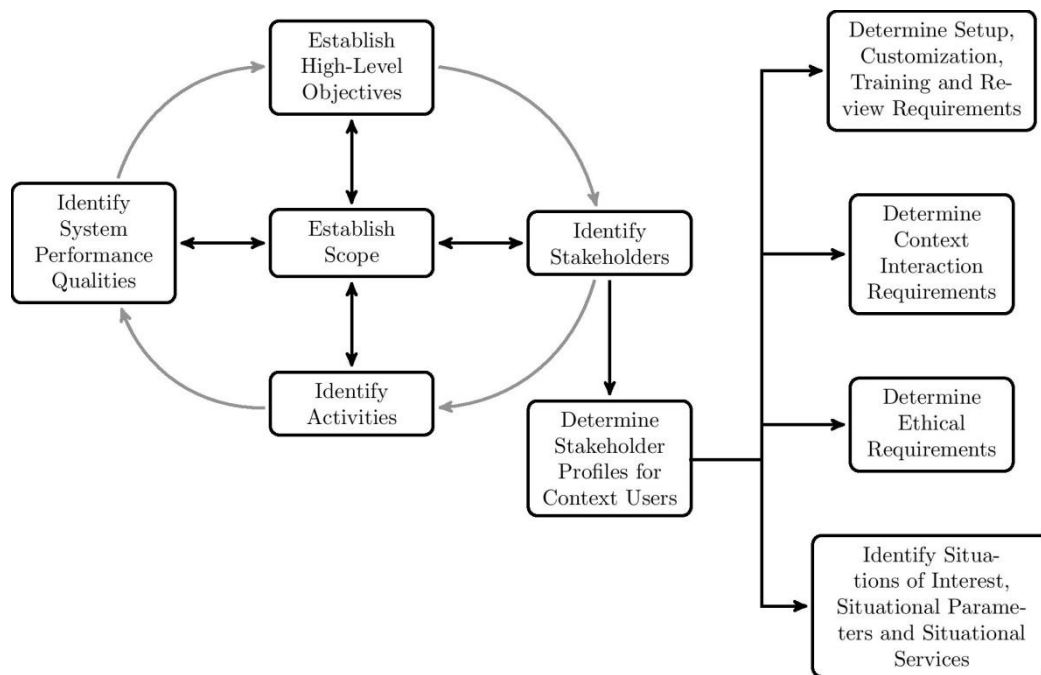 Establish
High-Level
Objectives
Identify
System
Performance
Qualities
Establish
Scope
Identify
Stakeholders
Identify
Activities
Determine
Stakeholder
Profiles for
Context Users
Determine Setup,
Customization,
Training and Re-
view Requirements
Determine
Context
Interaction
Requirements
Determine
Ethical
Requirements
Identify Situa-
tions of Interest,
Situational Parame-
ters and Situational
Services